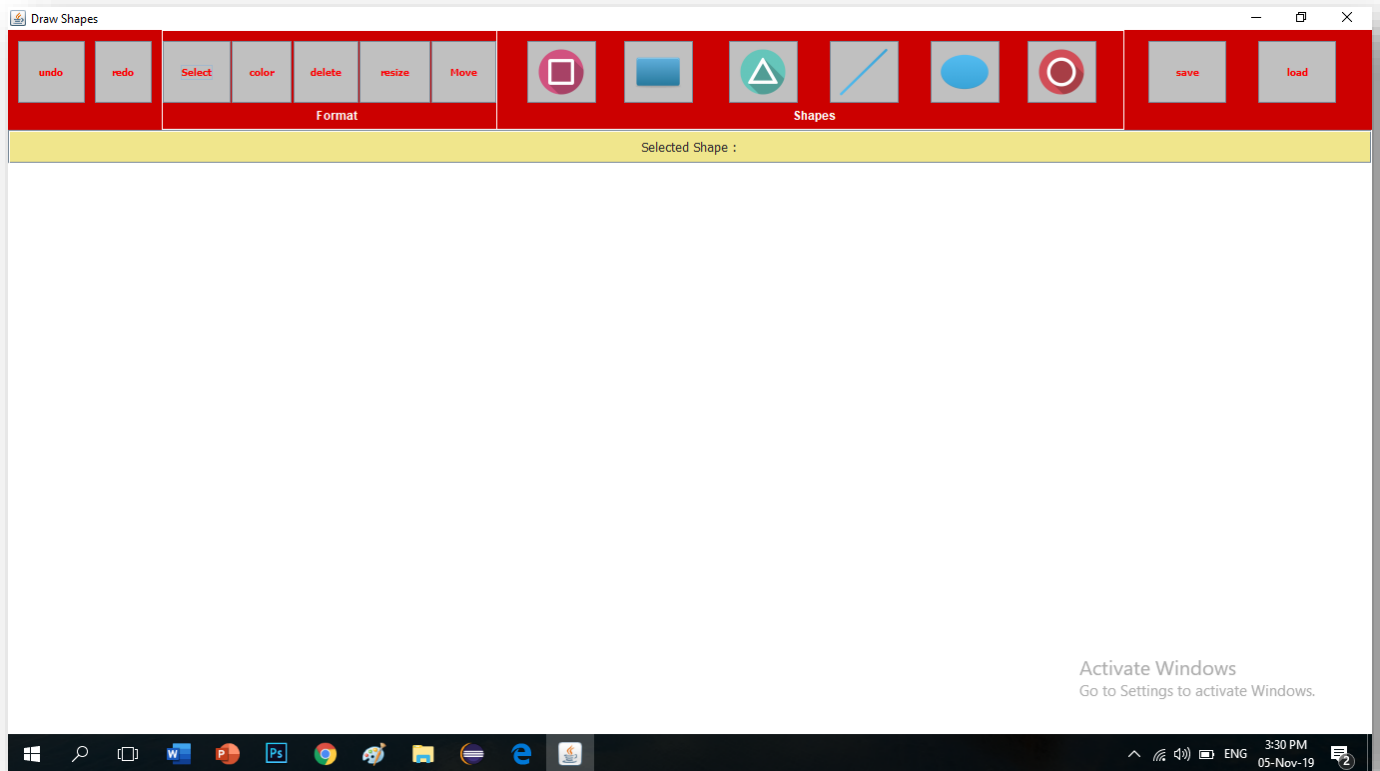 Draw Shapes
undo redo Select color delete resize Move save load
Format Shapes
Selected Shape :
Activate Windows
Go to Settings to activate Windows.
W P Ps e ENG 3:30 PM
05-Nov-19 2